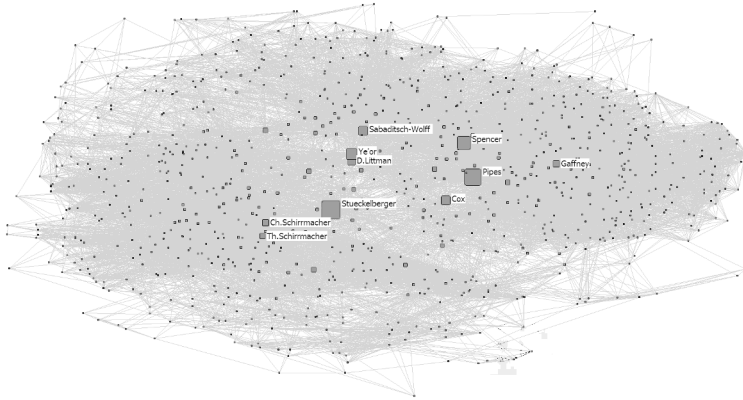 Sabaditsch-Wolff
Spencer
Ye'or
D.Littman
Gaffney
Pipes
Cox
Stueckelberger
Ch.Schirrmacher
Th.Schirrmacher